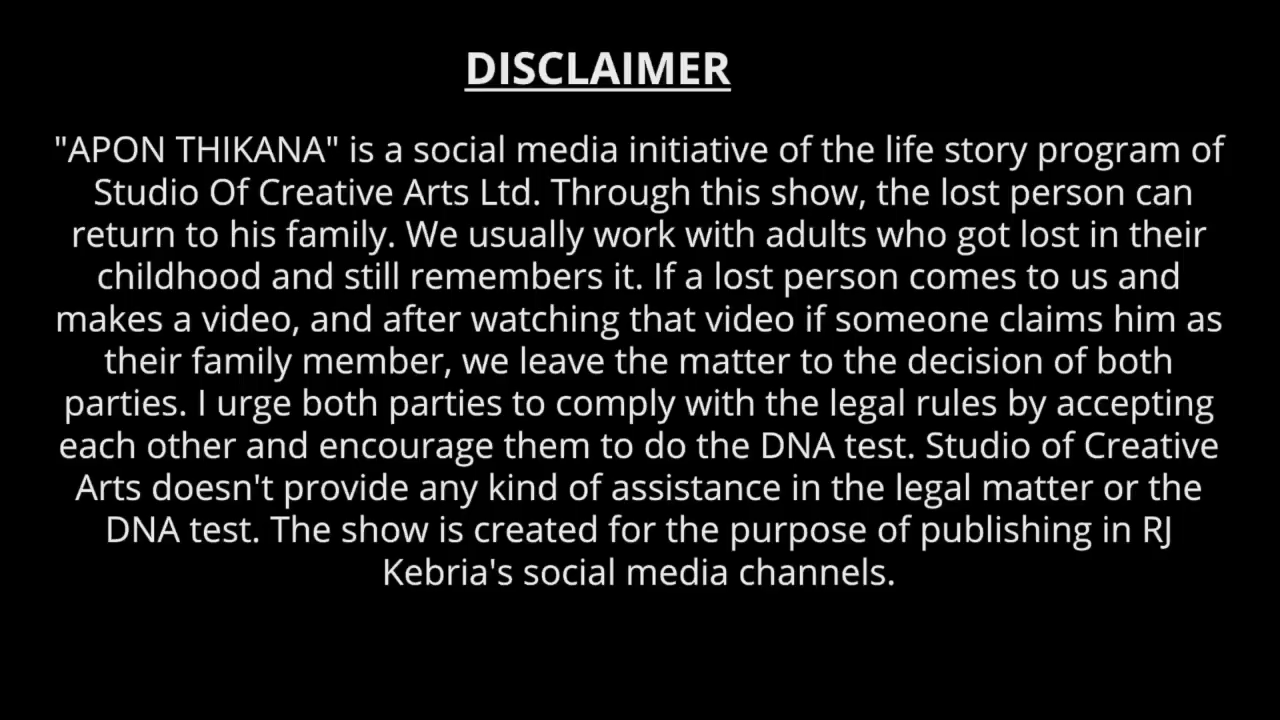 DISCLAIMER
"APON THIKANA" is a social media initiative of the life story program of
Studio Of Creative Arts Ltd. Through this show, the lost person can
return to his family. We usually work with adults who got lost in their
childhood and still remembers it. If a lost person comes to us and
makes a video, and after watching that video if someone claims him as
their family member, we leave the matter to the decision of both
parties. I urge both parties to comply with the legal rules by accepting
each other and encourage them to do the DNA test. Studio of Creative
Arts doesn't provide any kind of assistance in the legal matter or the
DNA test. The show is created for the purpose of publishing in RJ
Kebria's social media channels.